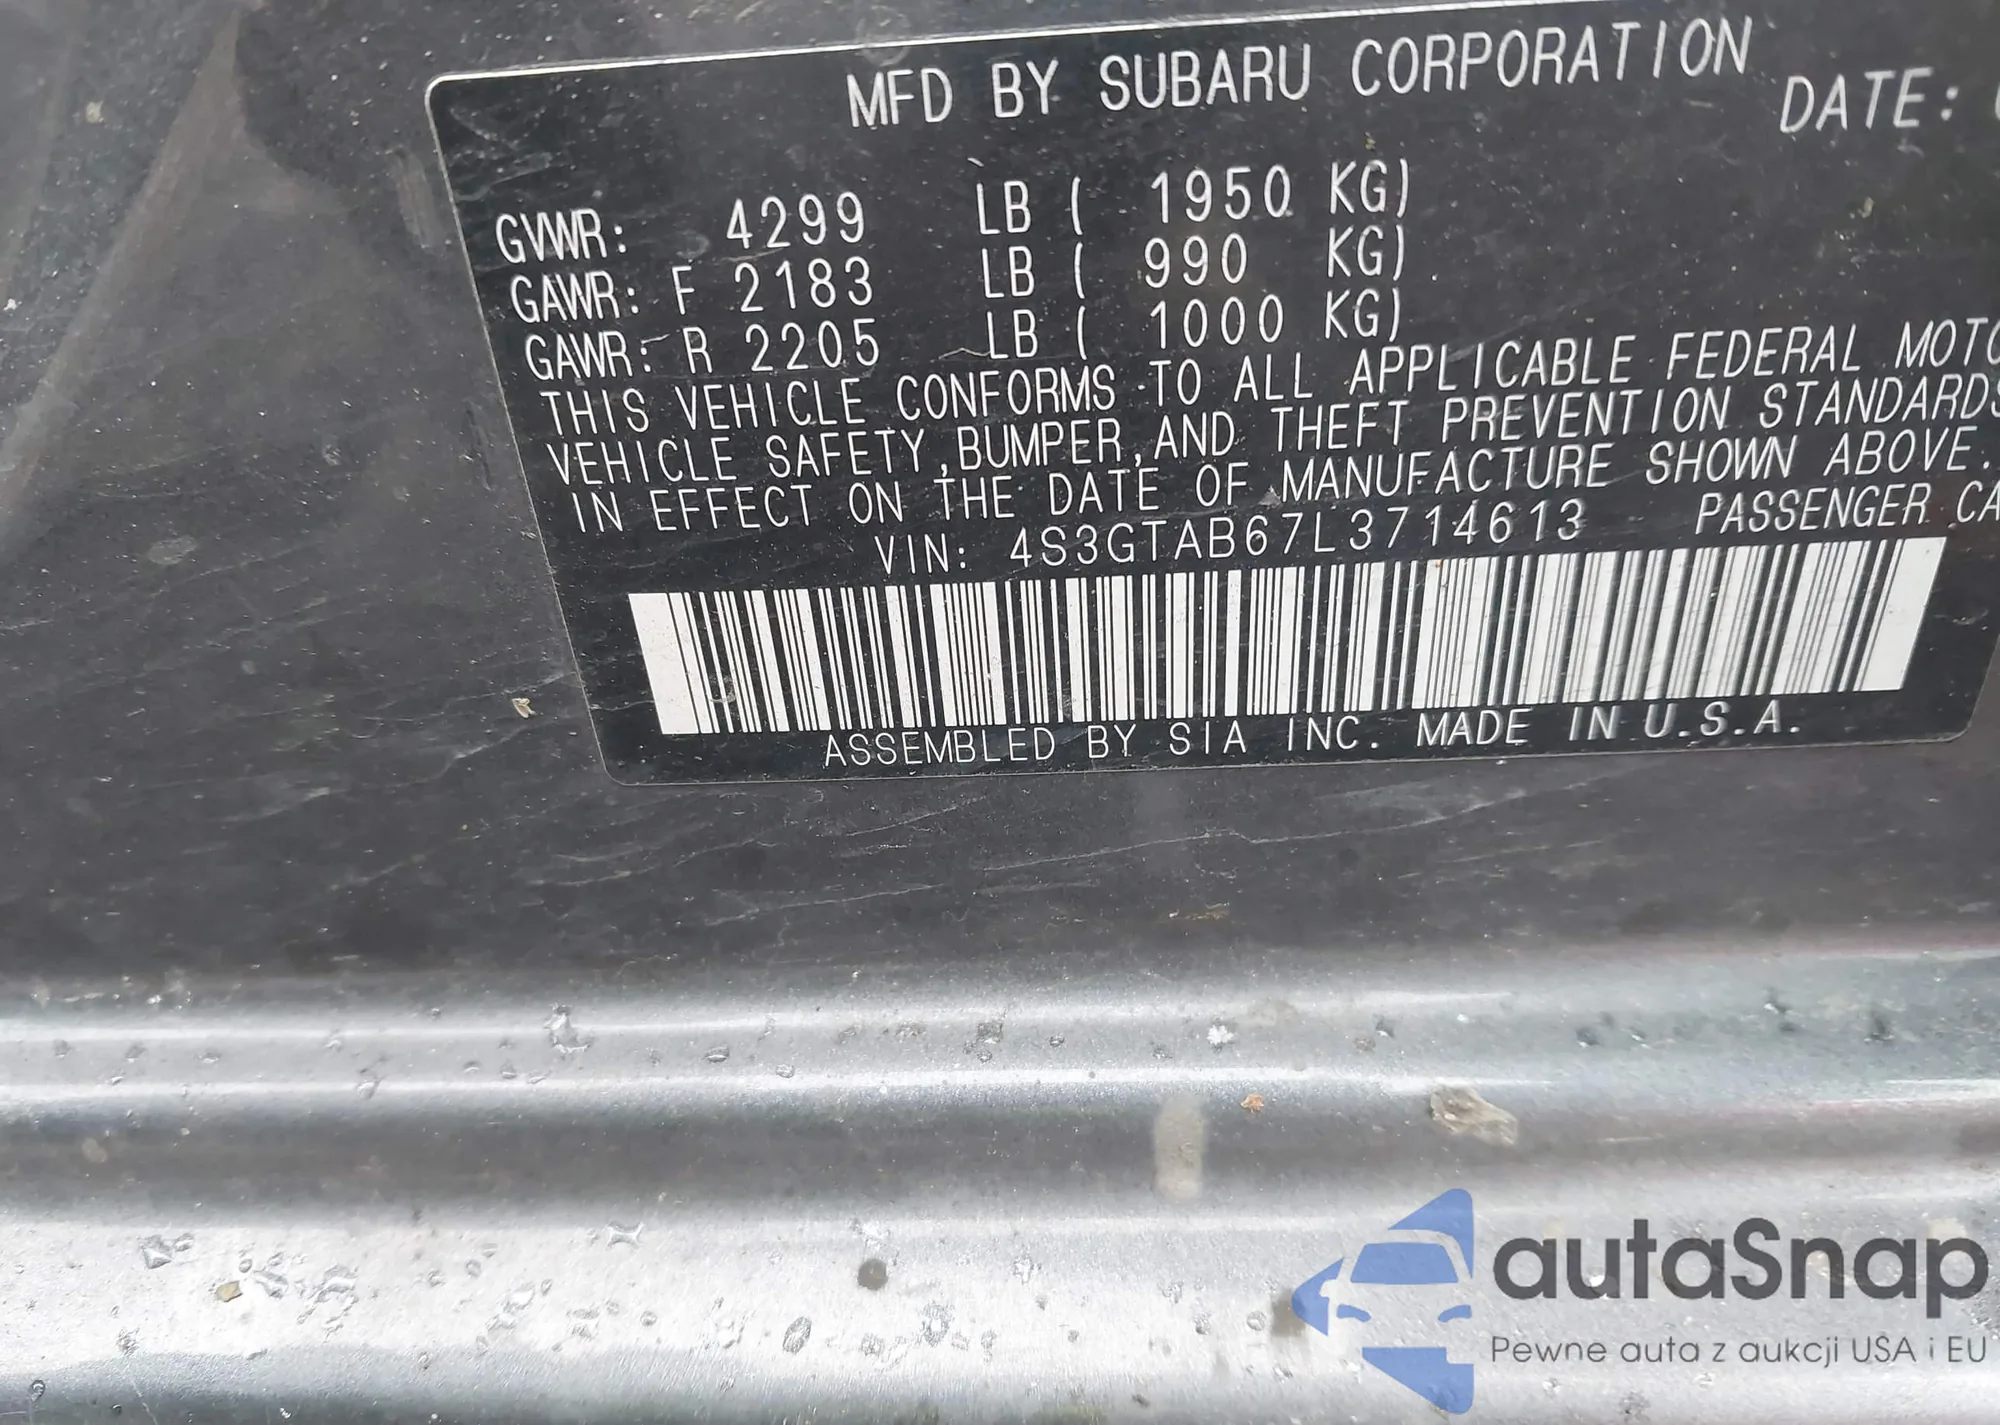 MFD BY SUBARU CORPORATION
DATE:
GVWR: 4299 LB ( 1950 KG)
GAWR: F 2183 LB ( 990 KG)
GAWR: R 2205 LB ( 1000 KG)
THIS VEHICLE CONFORMS TO ALL APPLICABLE FEDERAL MOTO
VEHICLE SAFETY, BUMPER, AND THEFT PREVENTION STANDARDS
IN EFFECT ON THE DATE OF MANUFACTURE SHOWN ABOVE.
VIN: 4S3GTAB67L3714613 PASSENGER CA
ASSEMBLED BY SIA INC. MADE IN U.S.A.
autaSnap
Pewne auta z aukcji USA i EU